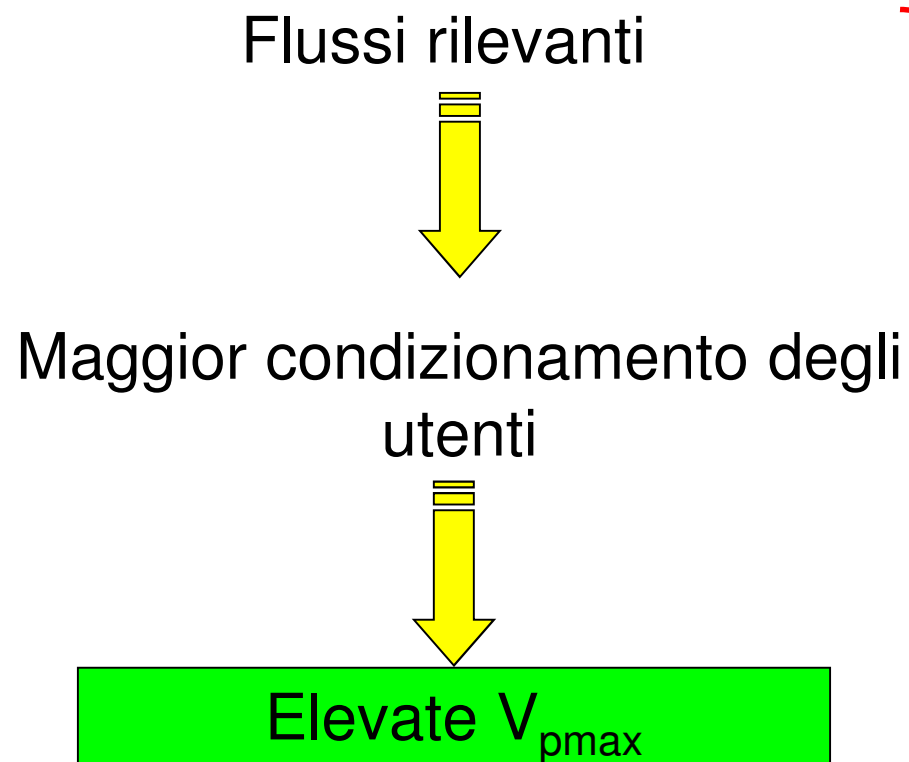 Flussi rilevanti
Maggior condizionamento degli
utenti
Elevate Vpmax